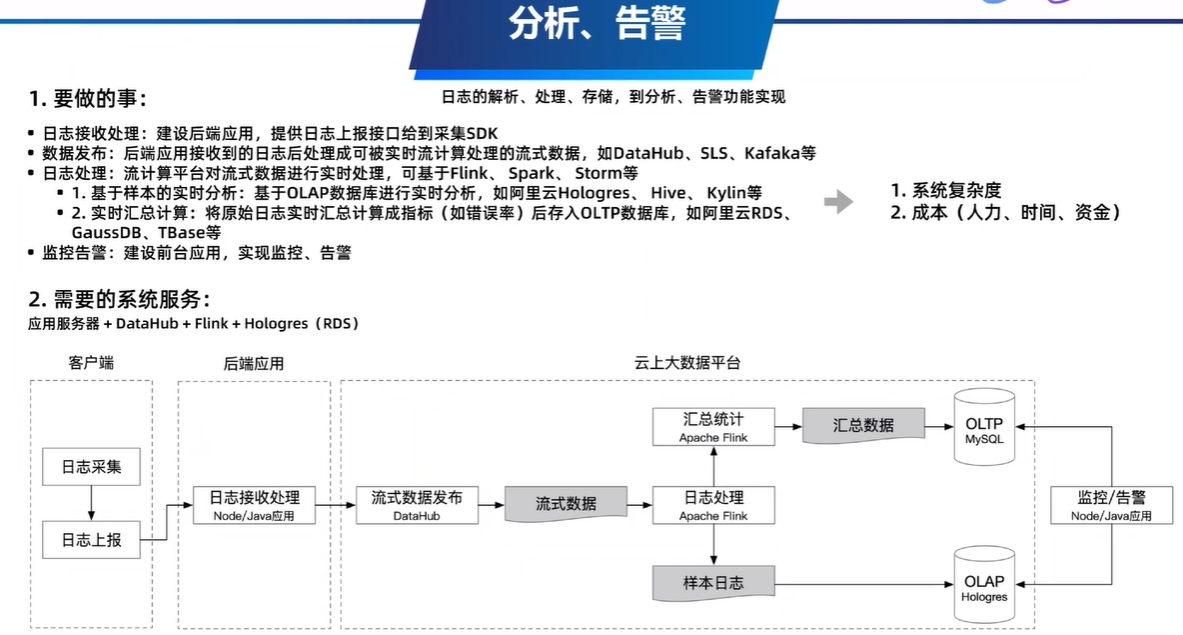 分析、告警
日志的解析、处理、存储，到分析、告警功能实现
1. 要做的事：
▪ 日志接收处理：建设后端应用，提供日志上报接口给到采集SDK
▪ 数据发布：后端应用接收到的日志后处理成可被实时流计算处理的流式数据，如DataHub、SLS、Kafaka等
▪ 日志处理：流计算平台对流式数据进行实时处理，可基于Flink、 Spark、 Storm等
▪ 1. 基于样本的实时分析：基于OLAP数据库进行实时分析，如阿里云Hologres、 Hive、 Kylin等
▪ 2. 实时汇总计算：将原始日志实时汇总计算成指标（如错误率）后存入OLTP数据库，如阿里云RDS、
GaussDB、TBase等
▪ 监控告警：建设前台应用，实现监控、告警
1. 系统复杂度
2. 成本（人力、时间、资金）
2. 需要的系统服务：
应用服务器 + DataHub + Flink + Hologres（RDS）
客户端
后端应用
云上大数据平台
日志采集
日志上报
日志接收处理
Node/Java应用
流式数据发布
DataHub
流式数据
日志处理
Apache Flink
汇总统计
Apache Flink
汇总数据
OLTP
MySQL
样本日志
OLAP
Hologres
监控/告警
Node/Java应用